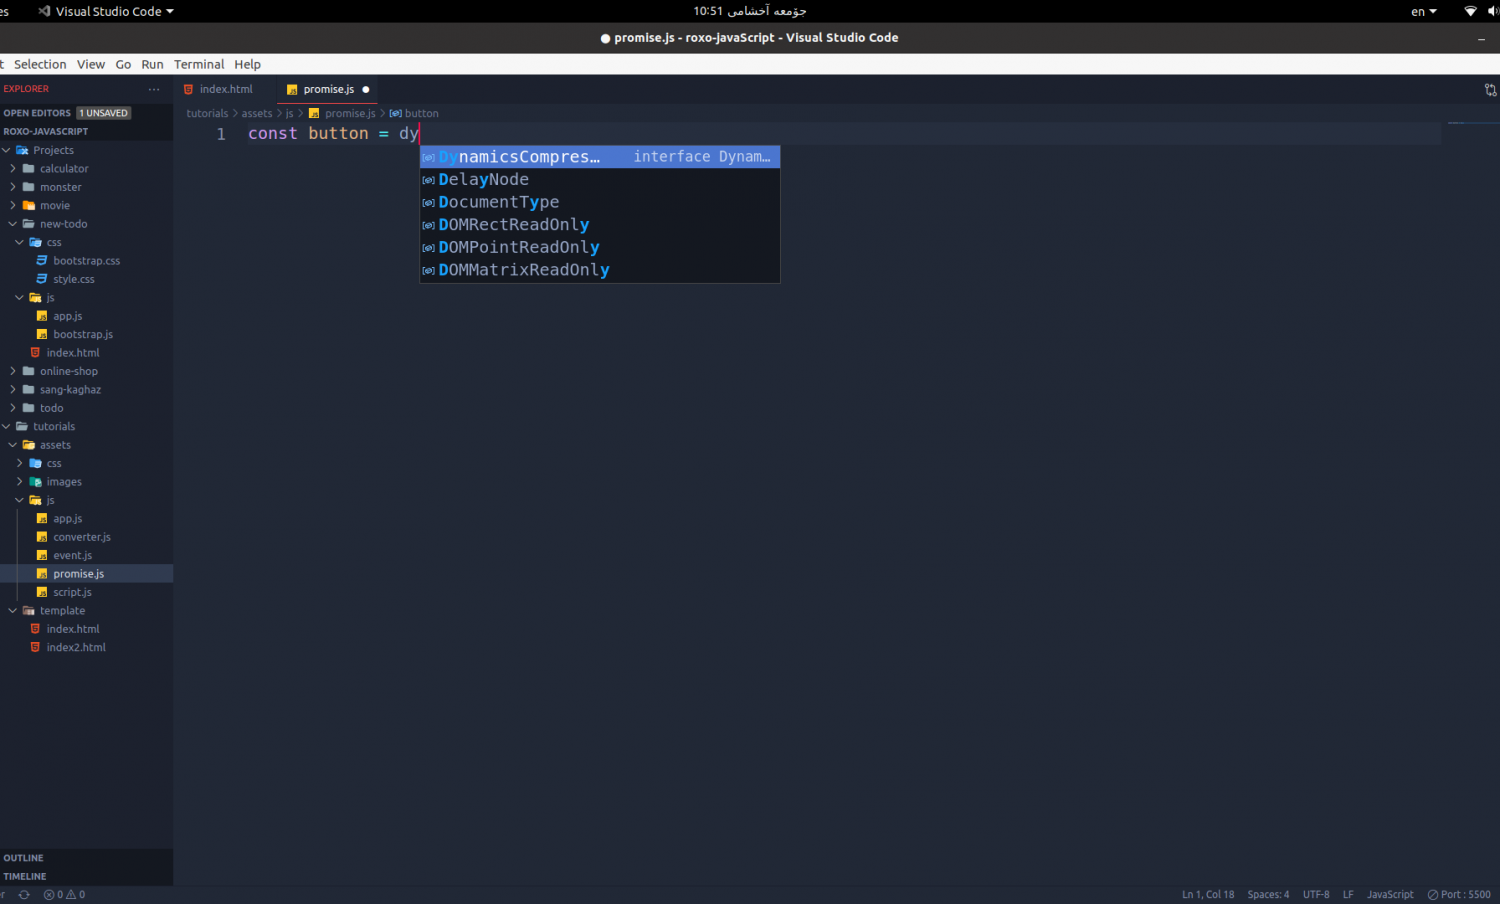 es Visual Studio Code جۆمعه آخشامی 10:51 en
promise.js - roxo-javaScript - Visual Studio Code
t Selection View Go Run Terminal Help
EXPLORER ...
OPEN EDITORS 1 UNSAVED
ROXO-JAVASCRIPT
Projects
calculator
monster
movie
new-todo
css
bootstrap.css
style.css
js
app.js
bootstrap.js
index.html
online-shop
sang-kaghaz
todo
tutorials
assets
css
images
js
app.js
converter.js
event.js
promise.js
script.js
template
index.html
index2.html
OUTLINE
TIMELINE
index.html promise.js
tutorials > assets > js > promise.js > button
1 const button = dy
DynamicsCompres... interface Dynam...
DelayNode
DocumentType
DOMRectReadOnly
DOMPointReadOnly
DOMMatrixReadOnly
0 0 Ln 1, Col 18 Spaces: 4 UTF-8 LF JavaScript Port : 5500